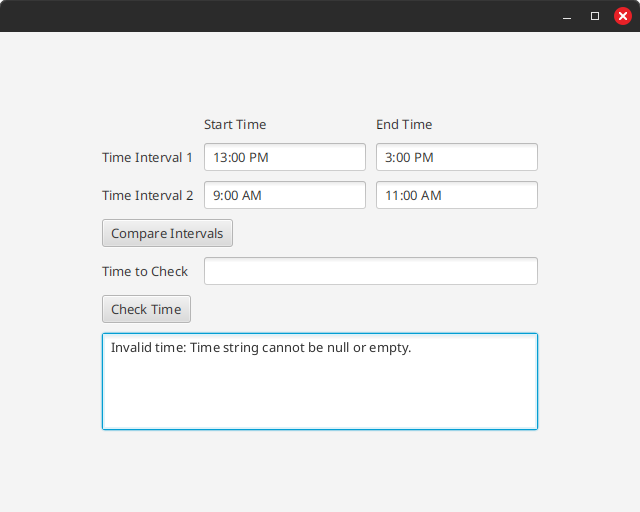 Start Time End Time
Time Interval 1 13:00 PM 3:00 PM
Time Interval 2 9:00 AM 11:00 AM
Compare Intervals
Time to Check
Check Time
Invalid time: Time string cannot be null or empty.